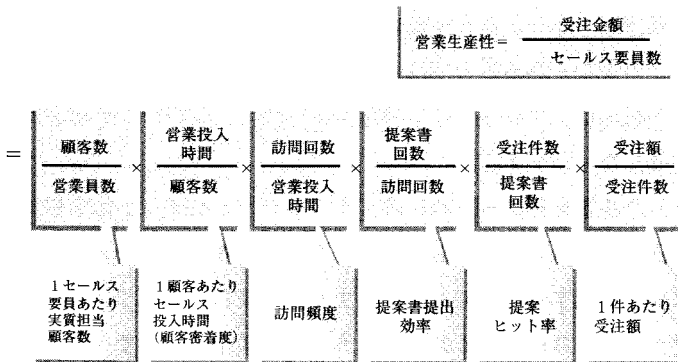 営業生産性=
受注金額
セールス要員数
=
顧客数
営業員数
×
営業投入
時間
顧客数
×
訪問回数
営業投入
時間
×
提案書
回数
訪問回数
×
受注件数
提案書
回数
×
受注額
受注件数
1セールス
要員あたり
実質担当
顧客数
1顧客あたり
セールス
投入時間
(顧客密着度)
訪問頻度
提案書提出
効率
提案
ヒット率
1件あたり
受注額